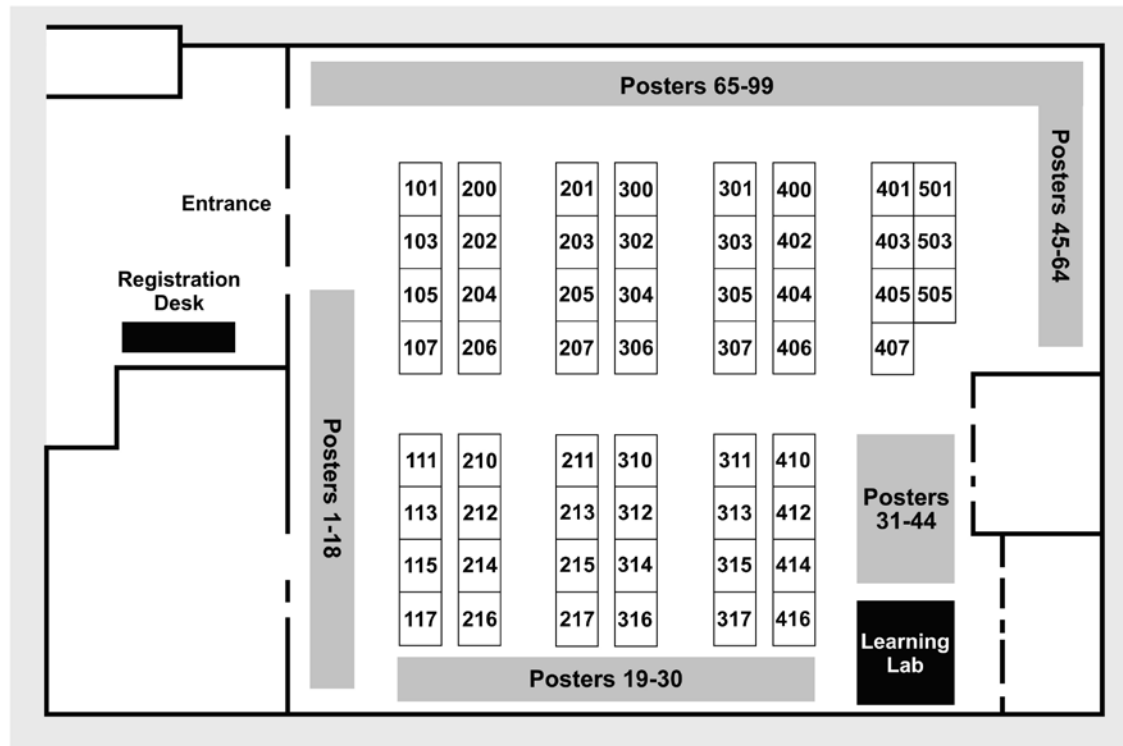 Posters 65-99
Posters 45-64
101 200 201 300 301 400 401 501
Entrance
103 202 203 302 303 402 403 503
Registration
Desk
105 204 205 304 305 404 405 505
107 206 207 306 307 406 407
Posters 1-18
111 210 211 310 311 410
113 212 213 312 313 412
Posters
31-44
115 214 215 314 315 414
117 216 217 316 317 416
Learning
Lab
Posters 19-30